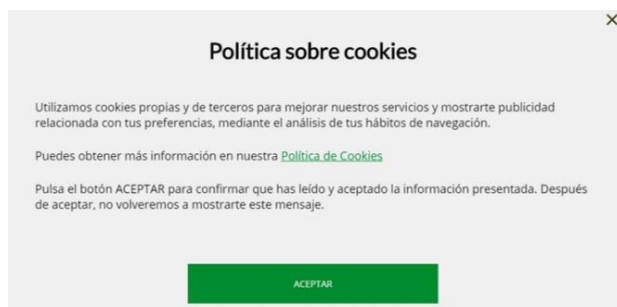 Política sobre cookies
Utilizamos cookies propias y de terceros para mejorar nuestros servicios y mostrarte publicidad
relacionada con tus preferencias, mediante el análisis de tus hábitos de navegación.
Puedes obtener más información en nuestra Política de Cookies
Pulsa el botón ACEPTAR para confirmar que has leído y aceptado la información presentada. Después
de aceptar, no volveremos a mostrarte este mensaje.
ACEPTAR